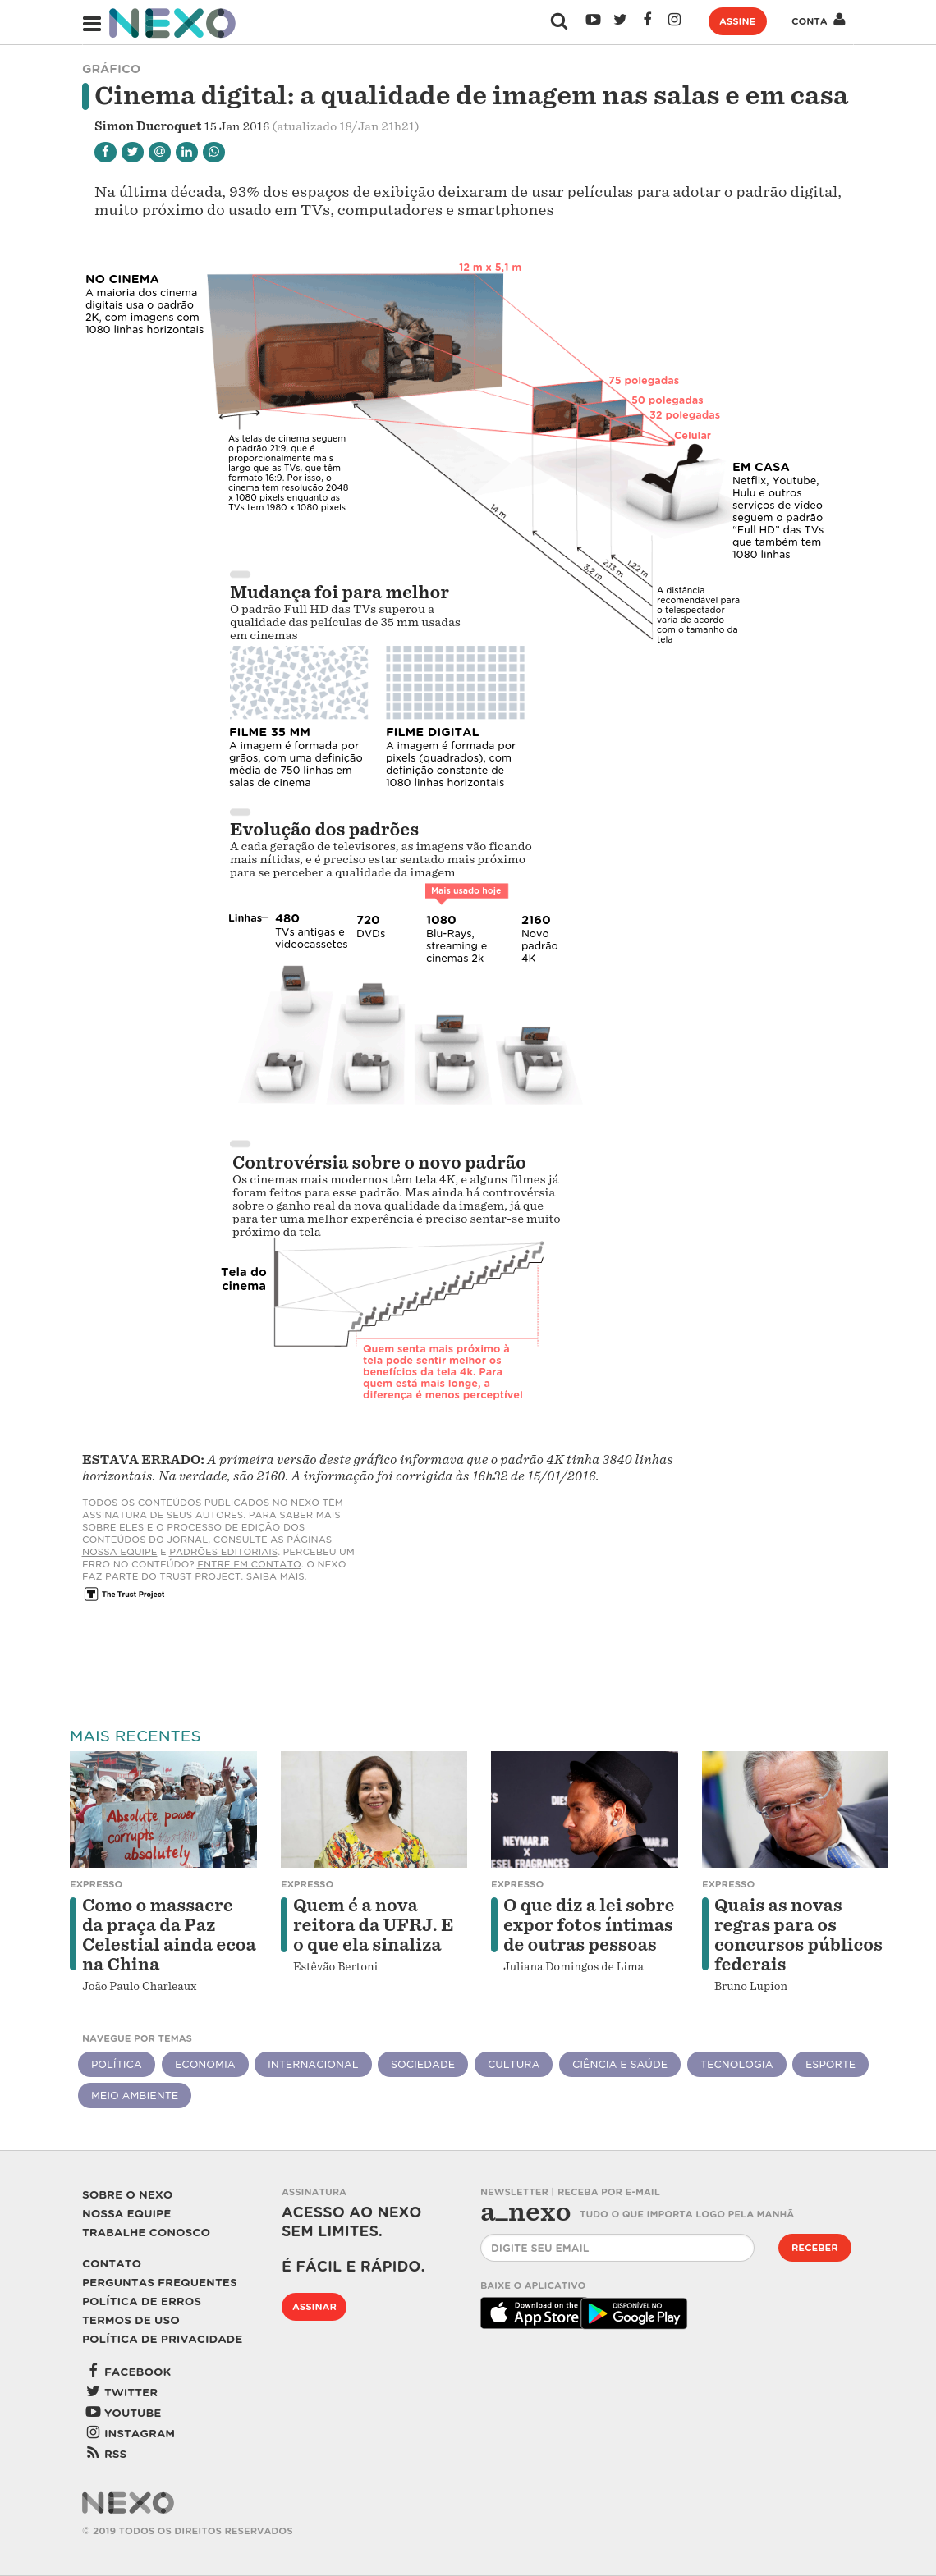 NEXO
ASSINE
CONTA
GRÁFICO
Cinema digital: a qualidade de imagem nas salas e em casa
Simon Ducroquet 15 Jan 2016 (atualizado 18/Jan 21h21)
Na última década, 93% dos espaços de exibição deixaram de usar películas para adotar o padrão digital,
muito próximo do usado em TVs, computadores e smartphones
12 m x 5,1 m
NO CINEMA
A maioria dos cinema
digitais usa o padrão
2K, com imagens com
1080 linhas horizontais
75 polegadas
50 polegadas
32 polegadas
Celular
As telas de cinema seguem
o padrão 21:9, que é
proporcionalmente mais
largo que as TVs, que têm
formato 16:9. Por isso, o
cinema tem resolução 2048
x 1080 pixels enquanto as
TVs tem 1980 x 1080 pixels
EM CASA
Netflix, Youtube,
Hulu e outros
serviços de vídeo
seguem o padrão
“Full HD” das TVs
que também tem
1080 linhas
14 m
3,2 m
2,13 m
1,22 m
A distância
recomendável para
o telespectador
varia de acordo
com o tamanho da
tela
Mudança foi para melhor
O padrão Full HD das TVs superou a
qualidade das películas de 35 mm usadas
em cinemas
FILME 35 MM
A imagem é formada por
grãos, com uma definição
média de 750 linhas em
salas de cinema
FILME DIGITAL
A imagem é formada por
pixels (quadrados), com
definição constante de
1080 linhas horizontais
Evolução dos padrões
A cada geração de televisores, as imagens vão ficando
mais nítidas, e é preciso estar sentado mais próximo
para se perceber a qualidade da imagem
Mais usado hoje
Linhas
480
TVs antigas e
videocassetes
720
DVDs
1080
Blu-Rays,
streaming e
cinemas 2k
2160
Novo
padrão
4K
Controvérsia sobre o novo padrão
Os cinemas mais modernos têm tela 4K, e alguns filmes já
foram feitos para esse padrão. Mas ainda há controvérsia
sobre o ganho real da nova qualidade da imagem, já que
para ter uma melhor experência é preciso sentar-se muito
próximo da tela
Tela do
cinema
Quem senta mais próximo à
tela pode sentir melhor os
benefícios da tela 4k. Para
quem está mais longe, a
diferença é menos perceptível
ESTAVA ERRADO: A primeira versão deste gráfico informava que o padrão 4K tinha 3840 linhas
horizontais. Na verdade, são 2160. A informação foi corrigida às 16h32 de 15/01/2016.
TODOS OS CONTEÚDOS PUBLICADOS NO NEXO TÊM
ASSINATURA DE SEUS AUTORES. PARA SABER MAIS
SOBRE ELES E O PROCESSO DE EDIÇÃO DOS
CONTEÚDOS DO JORNAL, CONSULTE AS PÁGINAS
NOSSA EQUIPE E PADRÕES EDITORIAIS. PERCEBEU UM
ERRO NO CONTEÚDO? ENTRE EM CONTATO. O NEXO
FAZ PARTE DO TRUST PROJECT. SAIBA MAIS.
T The Trust Project
MAIS RECENTES
Absolute power
corrupts
absolutely
NEYMAR JR
X
DIESEL FRAGRANCES
EXPRESSO
Como o massacre
da praça da Paz
Celestial ainda ecoa
na China
João Paulo Charleaux
EXPRESSO
Quem é a nova
reitora da UFRJ. E
o que ela sinaliza
Estêvão Bertoni
EXPRESSO
O que diz a lei sobre
expor fotos íntimas
de outras pessoas
Juliana Domingos de Lima
EXPRESSO
Quais as novas
regras para os
concursos públicos
federais
Bruno Lupion
NAVEGUE POR TEMAS
POLÍTICA ECONOMIA INTERNACIONAL SOCIEDADE CULTURA CIÊNCIA E SAÚDE TECNOLOGIA ESPORTE
MEIO AMBIENTE
SOBRE O NEXO
NOSSA EQUIPE
TRABALHE CONOSCO
CONTATO
PERGUNTAS FREQUENTES
POLÍTICA DE ERROS
TERMOS DE USO
POLÍTICA DE PRIVACIDADE
FACEBOOK
TWITTER
YOUTUBE
INSTAGRAM
RSS
ASSINATURA
ACESSO AO NEXO
SEM LIMITES.
É FÁCIL E RÁPIDO.
ASSINAR
NEWSLETTER | RECEBA POR E-MAIL
a_nexo TUDO O QUE IMPORTA LOGO PELA MANHÃ
DIGITE SEU EMAIL
RECEBER
BAIXE O APLICATIVO
Download on the
App Store
DISPONÍVEL NO
Google Play
NEXO
© 2019 TODOS OS DIREITOS RESERVADOS